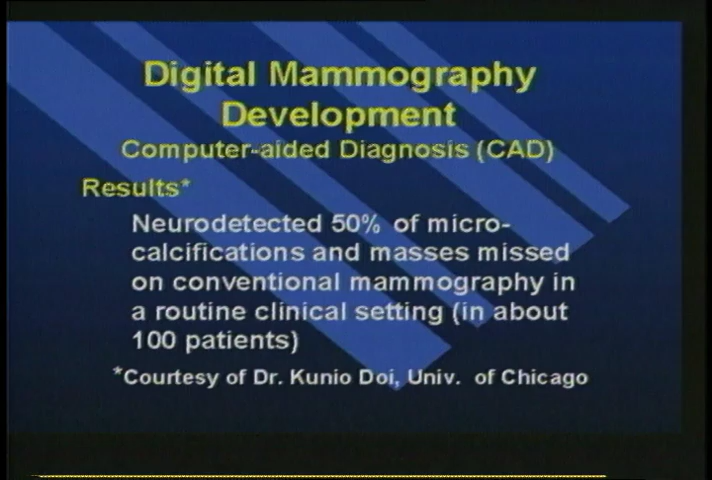 Digital Mammography
Development
Computer-aided Diagnosis (CAD)
Results*
Neurodetected 50% of micro-
calcifications and masses missed
on conventional mammography in
a routine clinical setting (in about
100 patients)
*Courtesy of Dr. Kunio Doi, Univ. of Chicago